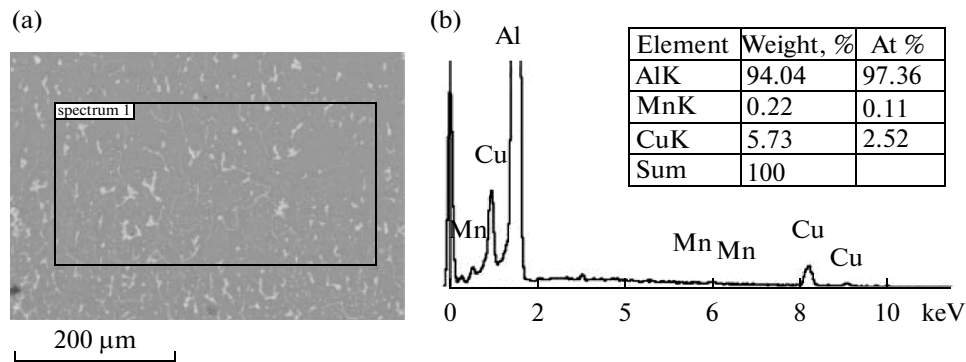 (a)
spectrum 1
200 µm
(b)
Al
Cu
Mn
Mn
Mn
Cu
Cu
0 2 5 6 8 10 keV
Element Weight, % At %
AlK 94.04 97.36
MnK 0.22 0.11
CuK 5.73 2.52
Sum 100